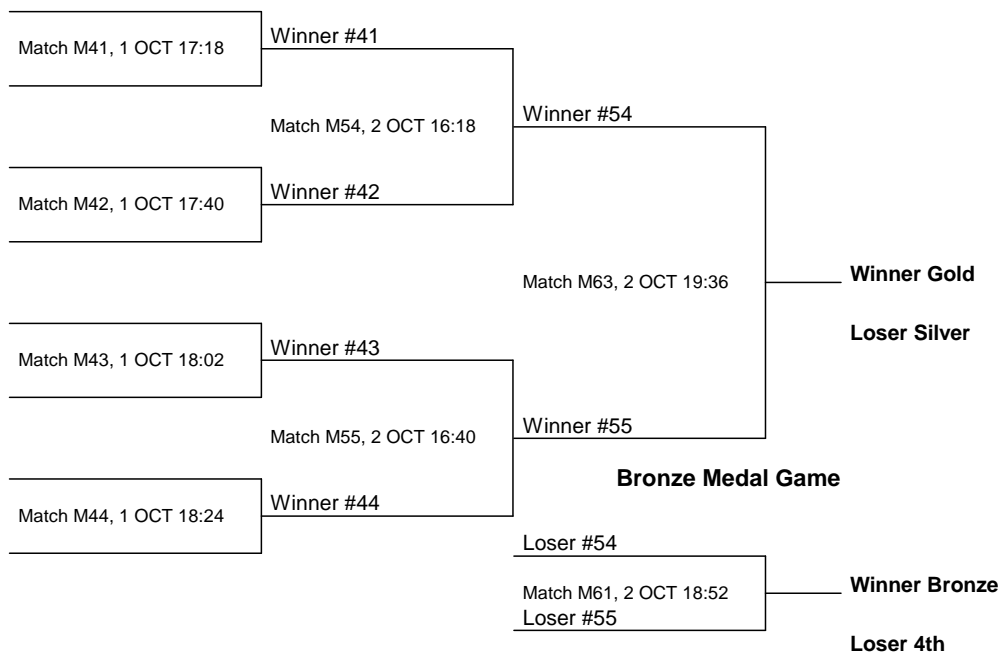 Winner #41
Match M41, 1 OCT 17:18
Winner #54
Match M54, 2 OCT 16:18
Winner #42
Match M42, 1 OCT 17:40
Winner Gold
Match M63, 2 OCT 19:36
Loser Silver
Winner #43
Match M43, 1 OCT 18:02
Winner #55
Match M55, 2 OCT 16:40
Bronze Medal Game
Winner #44
Match M44, 1 OCT 18:24
Loser #54
Winner Bronze
Match M61, 2 OCT 18:52
Loser #55
Loser 4th